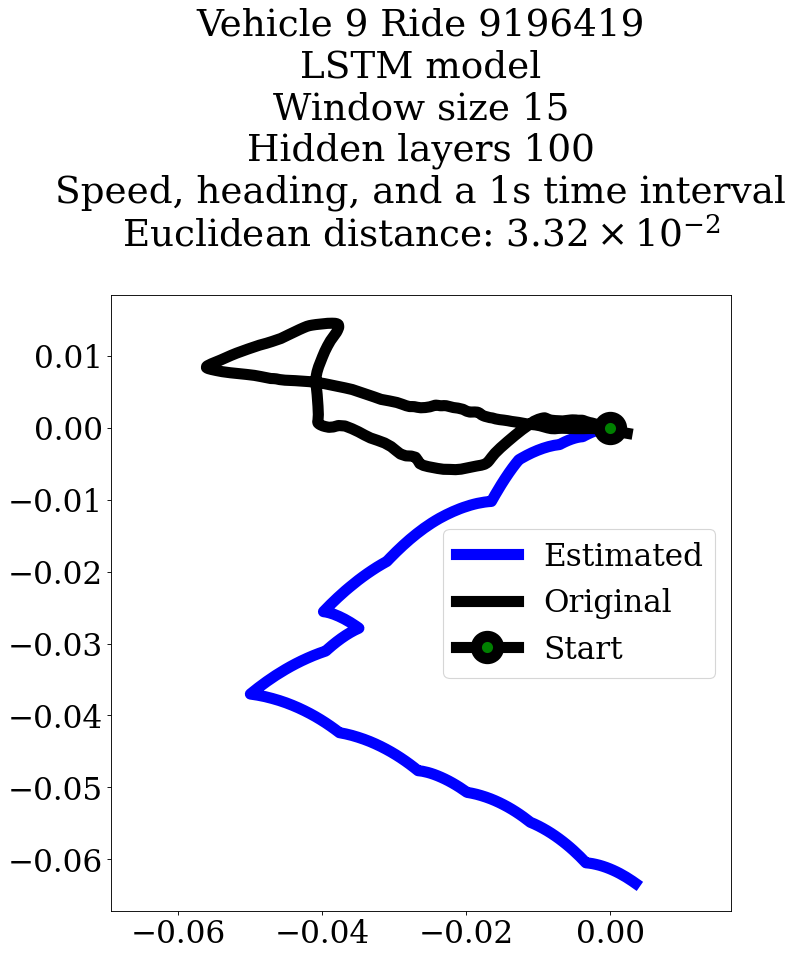 Vehicle 9 Ride 9196419
LSTM model
Window size 15
Hidden layers 100
Speed, heading, and a 1s time interval
Euclidean distance: 3.32 × 10⁻²
0.01
0.00
−0.01
−0.02
−0.03
−0.04
−0.05
−0.06
Estimated
Original
Start
−0.06 −0.04 −0.02 0.00